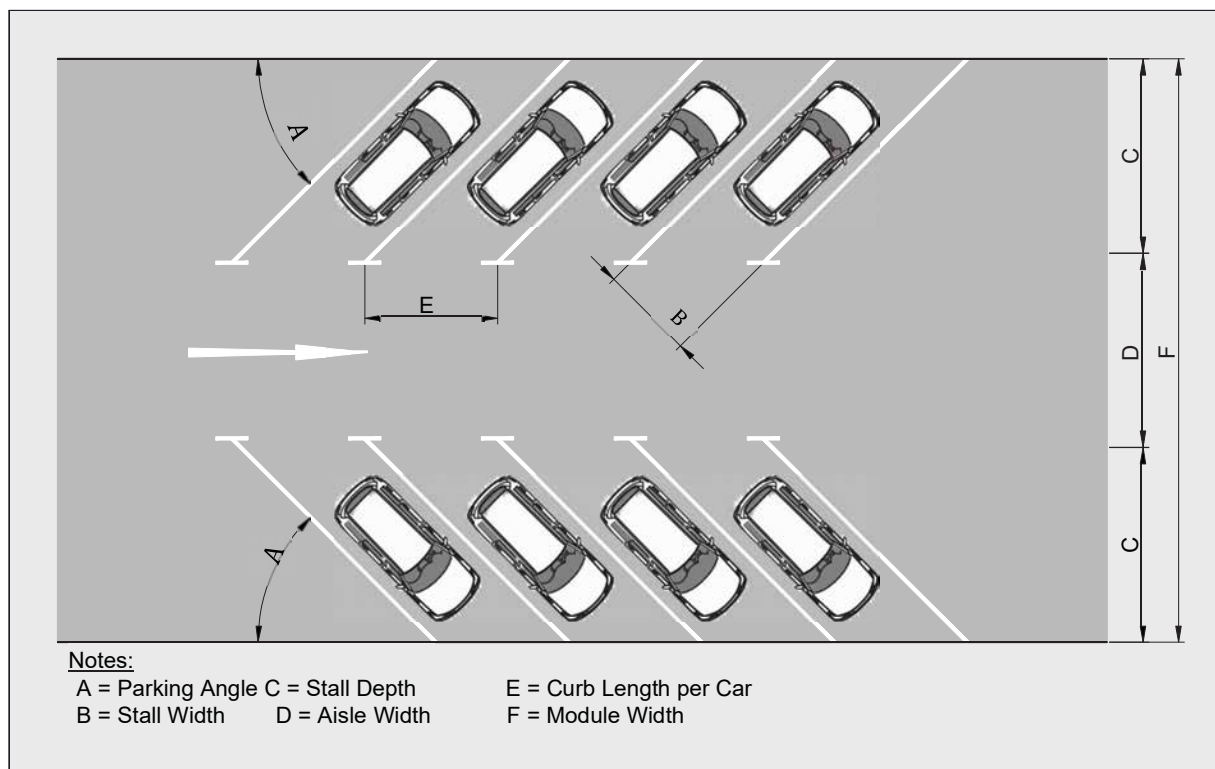 A
C
E
B
D
F
A
C
Notes:
A = Parking Angle C = Stall Depth E = Curb Length per Car
B = Stall Width D = Aisle Width F = Module Width